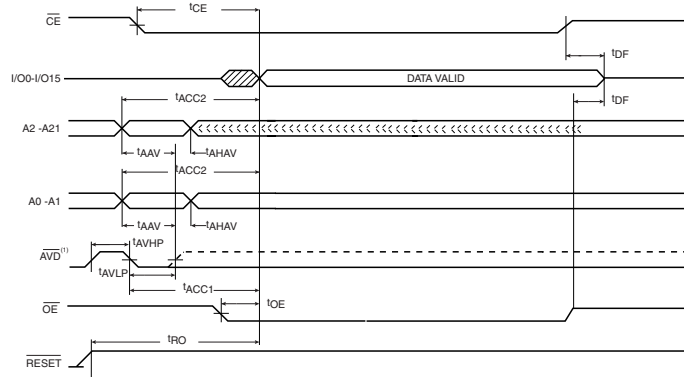 tCE
CE
tDF
I/O0-I/O15
DATA VALID
tACC2
tDF
A2 -A21
tAAV
tAHAV
tACC2
A0 -A1
tAAV
tAHAV
tAVHP
AVD(1)
tAVLP
tACC1
tOE
OE
tRO
RESET